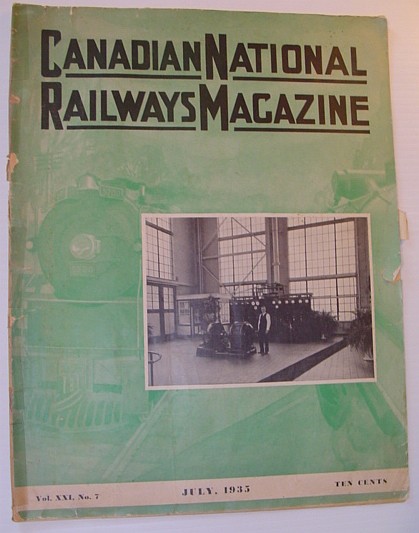 CANADIAN NATIONAL
RAILWAYS MAGAZINE
Vol. XXI, No. 7 JULY, 1935 TEN CENTS